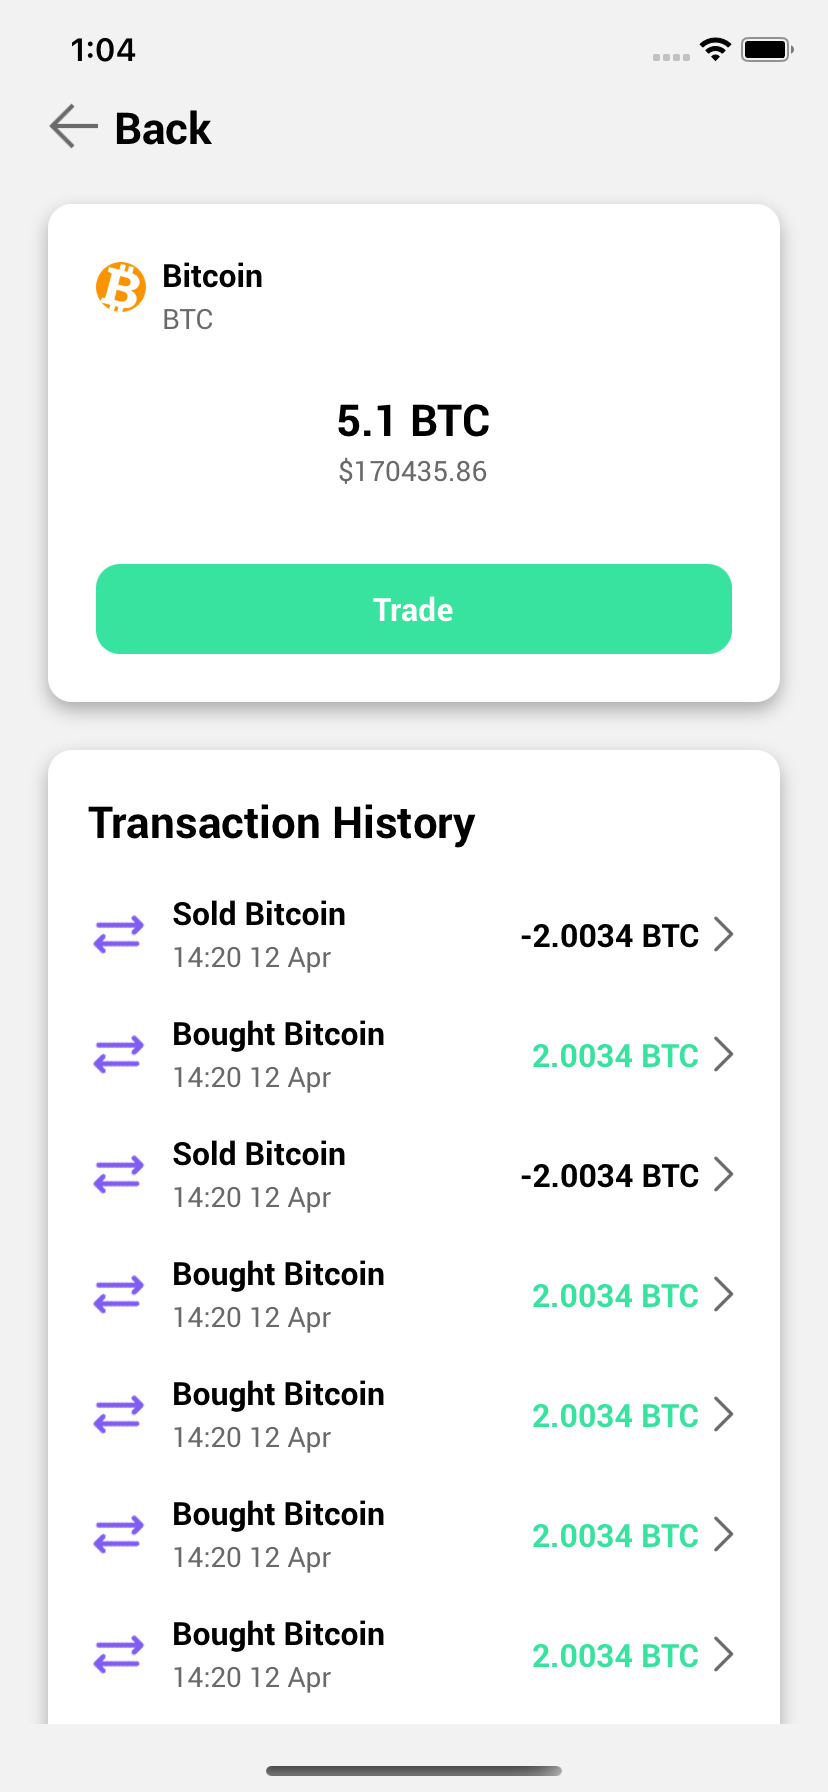 1:04
Back
Bitcoin
BTC
5.1 BTC
$170435.86
Trade
Transaction History
Sold Bitcoin
14:20 12 Apr
-2.0034 BTC
Bought Bitcoin
14:20 12 Apr
2.0034 BTC
Sold Bitcoin
14:20 12 Apr
-2.0034 BTC
Bought Bitcoin
14:20 12 Apr
2.0034 BTC
Bought Bitcoin
14:20 12 Apr
2.0034 BTC
Bought Bitcoin
14:20 12 Apr
2.0034 BTC
Bought Bitcoin
14:20 12 Apr
2.0034 BTC